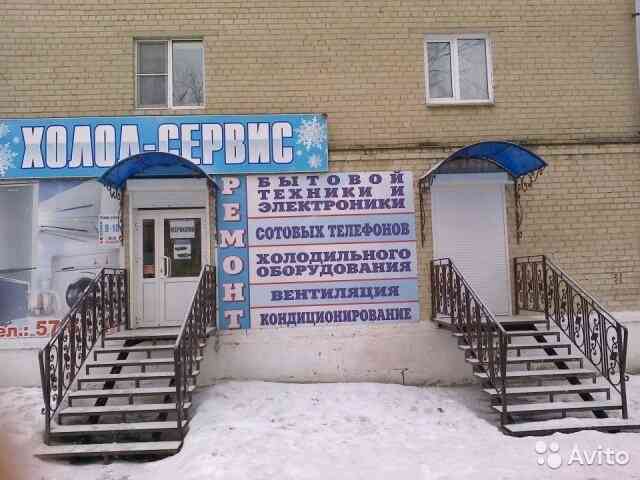 ХОЛОД-СЕРВИС
РЕМОНТ
БЫТОВОЙ
ТЕХНИКИ И
ЭЛЕКТРОНИКИ
СОТОВЫХ ТЕЛЕФОНОВ
ХОЛОДИЛЬНОГО
ОБОРУДОВАНИЯ
ВЕНТИЛЯЦИЯ
КОНДИЦИОНИРОВАНИЕ
Avito